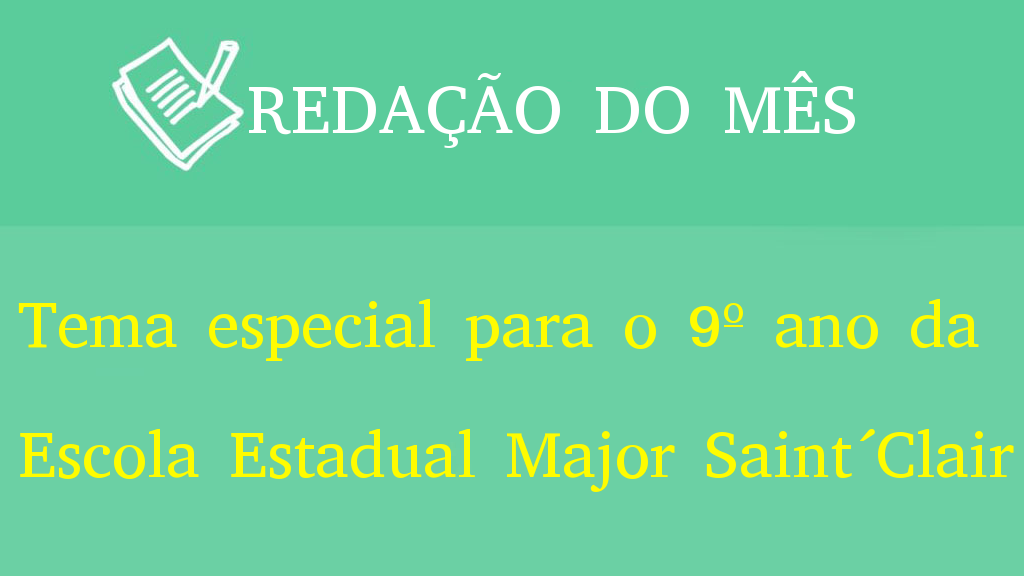 REDAÇÃO DO MÊS
Tema especial para o 9º ano da
Escola Estadual Major Saint´Clair